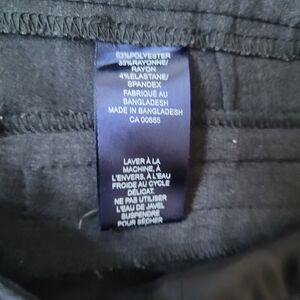 63%POLYESTER
33%RAYONNE/
RAYON
4%ELASTANE/
SPANDEX
FABRIQUÉ AU
BANGLADESH
MADE IN BANGLADESH
CA 00655
LAVER À LA
MACHINE, À
L'ENVERS, À L'EAU
FROIDE AU CYCLE
DÉLICAT.
NE PAS UTILISER
L'EAU DE JAVEL
SUSPENDRE
POUR SÉCHER